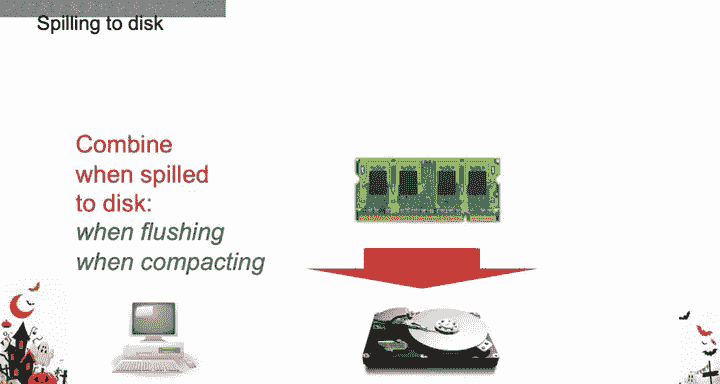 Spilling to disk
Combine
when spilled
to disk:
when flushing
when compacting